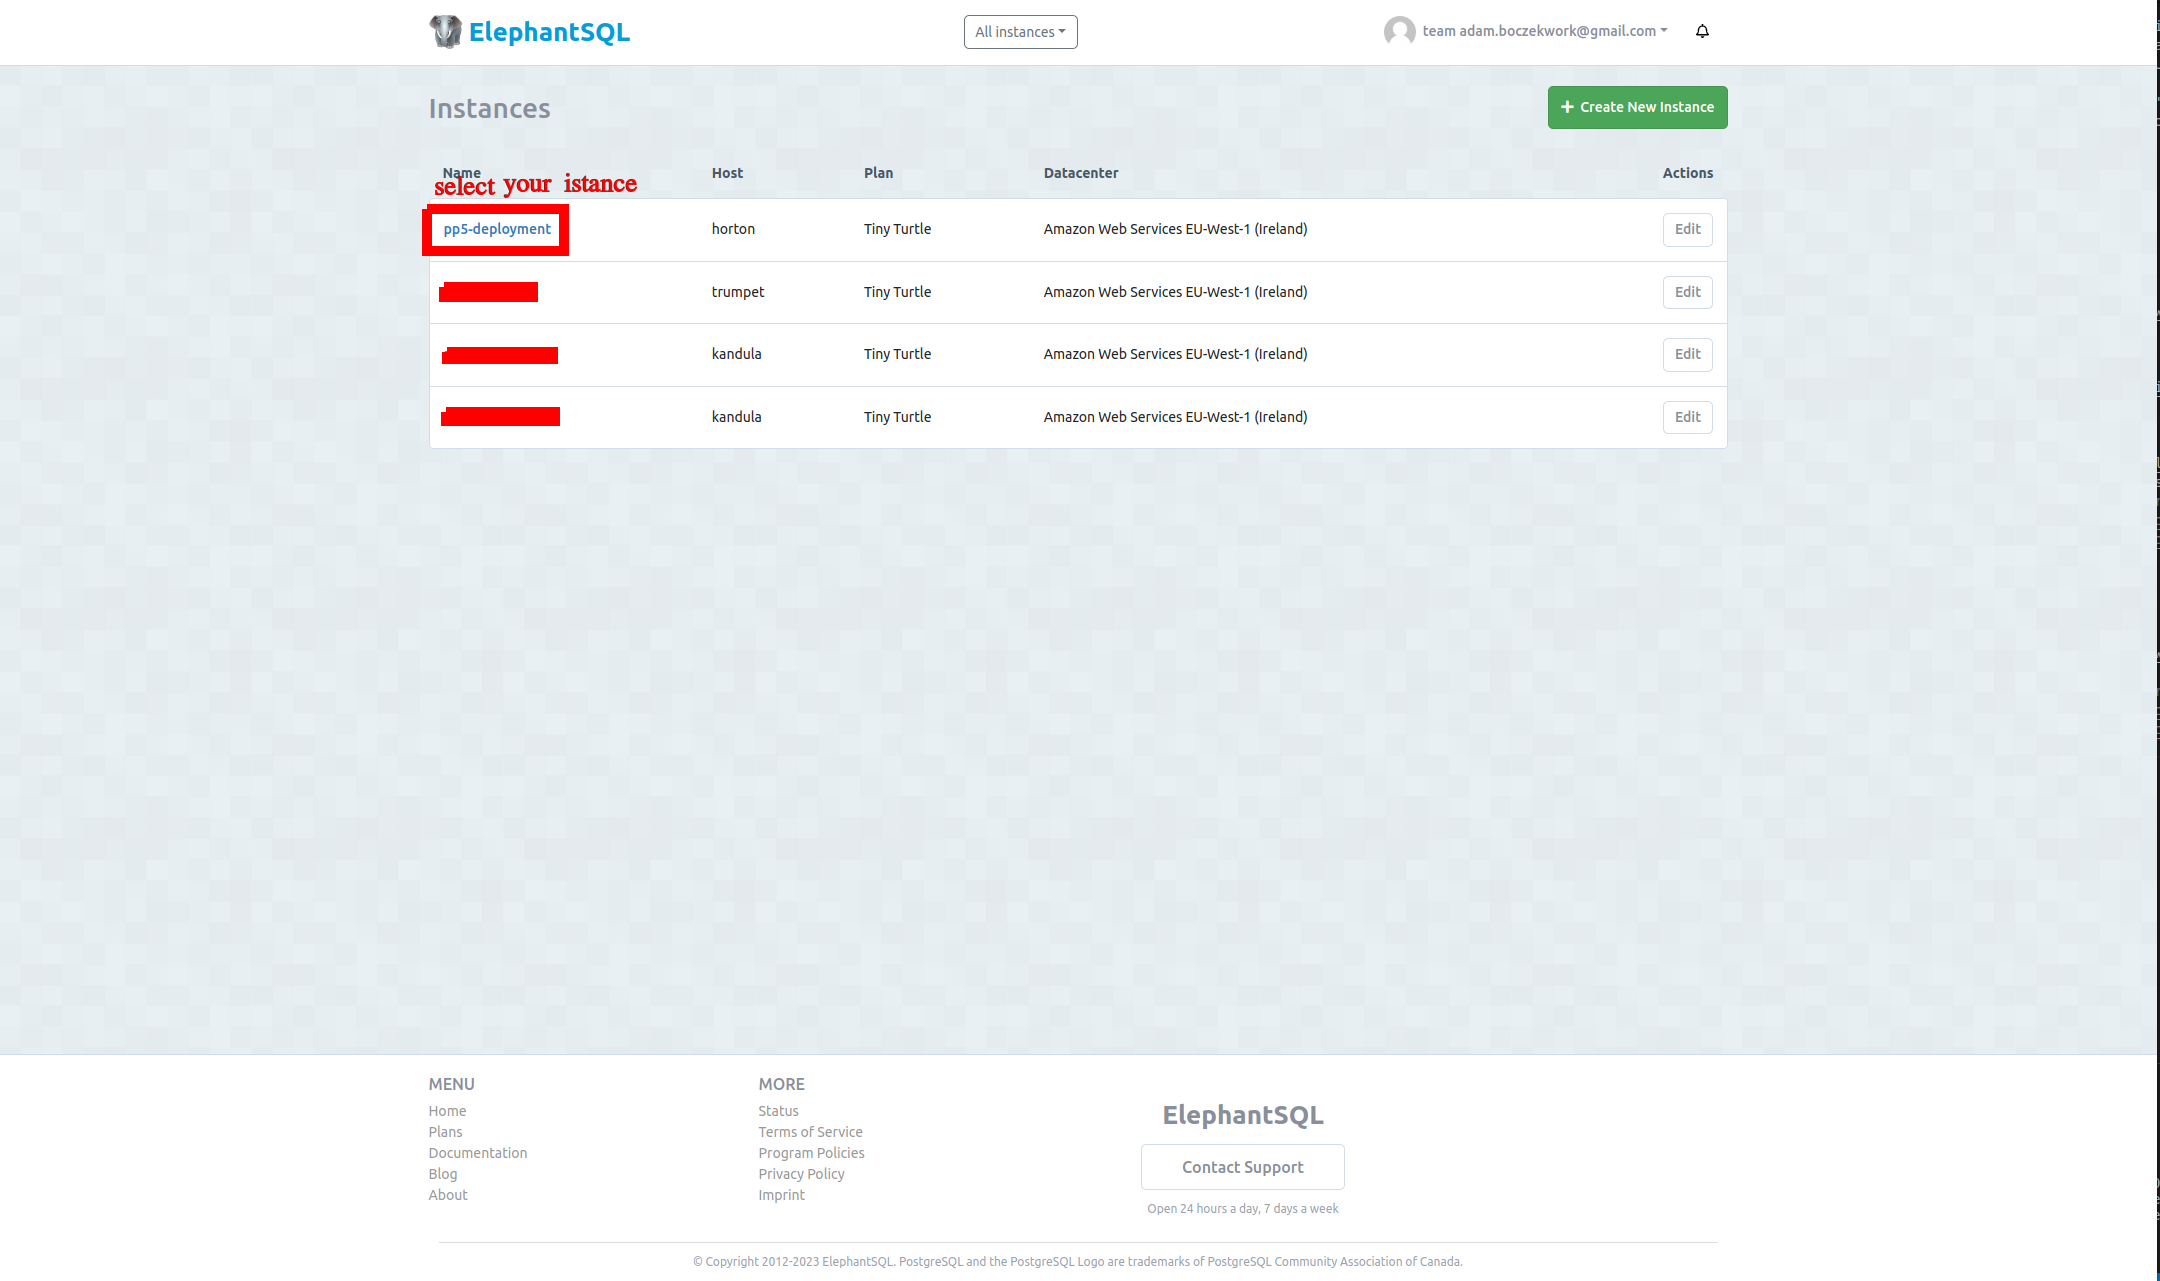 ElephantSQL All instances team adam.boczekwork@gmail.com
Instances + Create New Instance
Name Host Plan Datacenter Actions
select your istance
pp5-deployment horton Tiny Turtle Amazon Web Services EU-West-1 (Ireland) Edit
trumpet Tiny Turtle Amazon Web Services EU-West-1 (Ireland) Edit
kandula Tiny Turtle Amazon Web Services EU-West-1 (Ireland) Edit
kandula Tiny Turtle Amazon Web Services EU-West-1 (Ireland) Edit
MENU
Home
Plans
Documentation
Blog
About
MORE
Status
Terms of Service
Program Policies
Privacy Policy
Imprint
ElephantSQL
Contact Support
Open 24 hours a day, 7 days a week
© Copyright 2012-2023 ElephantSQL. PostgreSQL and the PostgreSQL Logo are trademarks of PostgreSQL Community Association of Canada.